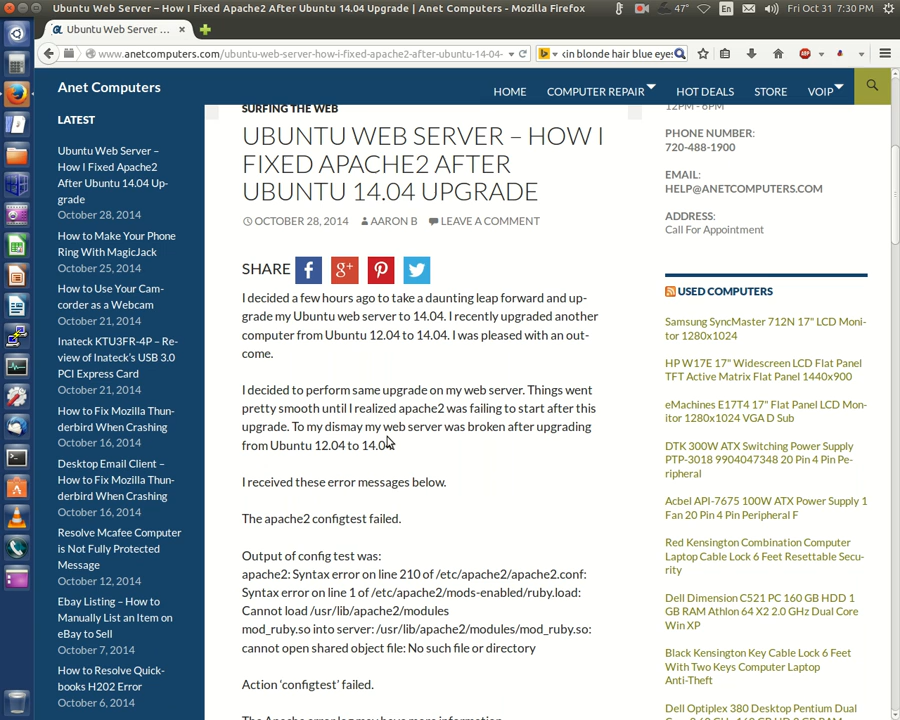 Ubuntu Web Server – How I Fixed Apache2 After Ubuntu 14.04 Upgrade | Anet Computers - Mozilla Firefox
47°
En
Fri Oct 31 7:30 PM
Ubuntu Web Server ...
www.anetcomputers.com/ubuntu-web-server-how-i-fixed-apache2-after-ubuntu-14-04-
kin blonde hair blue eyes
Anet Computers
HOME
COMPUTER REPAIR
HOT DEALS
STORE
VOIP
LATEST
Ubuntu Web Server –
How I Fixed Apache2
After Ubuntu 14.04 Up-
grade
October 28, 2014
How to Make Your Phone
Ring With MagicJack
October 25, 2014
How to Use Your Cam-
corder as a Webcam
October 21, 2014
Inateck KTU3FR-4P – Re-
view of Inateck's USB 3.0
PCI Express Card
October 21, 2014
How to Fix Mozilla Thun-
derbird When Crashing
October 16, 2014
Desktop Email Client –
How to Fix Mozilla Thun-
derbird When Crashing
October 16, 2014
Resolve Mcafee Computer
is Not Fully Protected
Message
October 12, 2014
Ebay Listing – How to
Manually List an Item on
eBay to Sell
October 7, 2014
How to Resolve Quick-
books H202 Error
October 6, 2014
SURFING THE WEB
UBUNTU WEB SERVER – HOW I
FIXED APACHE2 AFTER
UBUNTU 14.04 UPGRADE
OCTOBER 28, 2014 AARON B LEAVE A COMMENT
SHARE
I decided a few hours ago to take a daunting leap forward and up-
grade my Ubuntu web server to 14.04. I recently upgraded another
computer from Ubuntu 12.04 to 14.04. I was pleased with an out-
come.
I decided to perform same upgrade on my web server. Things went
pretty smooth until I realized apache2 was failing to start after this
upgrade. To my dismay my web server was broken after upgrading
from Ubuntu 12.04 to 14.04.
I received these error messages below.
The apache2 configtest failed.
Output of config test was:
apache2: Syntax error on line 210 of /etc/apache2/apache2.conf:
Syntax error on line 1 of /etc/apache2/mods-enabled/ruby.load:
Cannot load /usr/lib/apache2/modules
mod_ruby.so into server: /usr/lib/apache2/modules/mod_ruby.so:
cannot open shared object file: No such file or directory
Action 'configtest' failed.
The Apache error log may have more information.
12PM - 6PM
PHONE NUMBER:
720-488-1900
EMAIL:
HELP@ANETCOMPUTERS.COM
ADDRESS:
Call For Appointment
USED COMPUTERS
Samsung SyncMaster 712N 17" LCD Moni-
tor 1280x1024
HP W17E 17" Widescreen LCD Flat Panel
TFT Active Matrix Flat Panel 1440x900
eMachines E17T4 17" Flat Panel LCD Mon-
itor 1280x1024 VGA D Sub
DTK 300W ATX Switching Power Supply
PTP-3018 9904047348 20 Pin 4 Pin Pe-
ripheral
Acbel API-7675 100W ATX Power Supply 1
Fan 20 Pin 4 Pin Peripheral F
Red Kensington Combination Computer
Laptop Cable Lock 6 Feet Resettable Secu-
rity
Dell Dimension C521 PC 160 GB HDD 1
GB RAM Athlon 64 X2 2.0 GHz Dual Core
Win XP
Black Kensington Key Cable Lock 6 Feet
With Two Keys Computer Laptop
Anti-Theft
Dell Optiplex 380 Desktop Pentium Dual